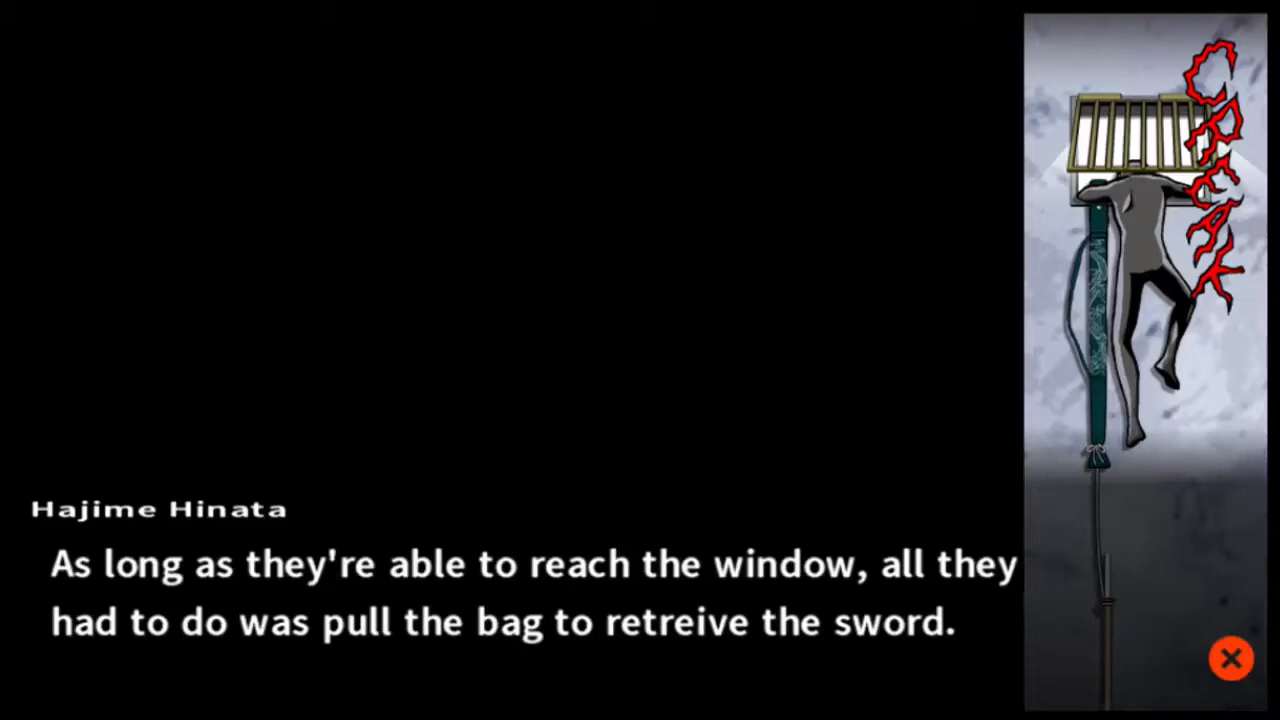 CREAK
Hajime Hinata
As long as they're able to reach the window, all they
had to do was pull the bag to retreive the sword.